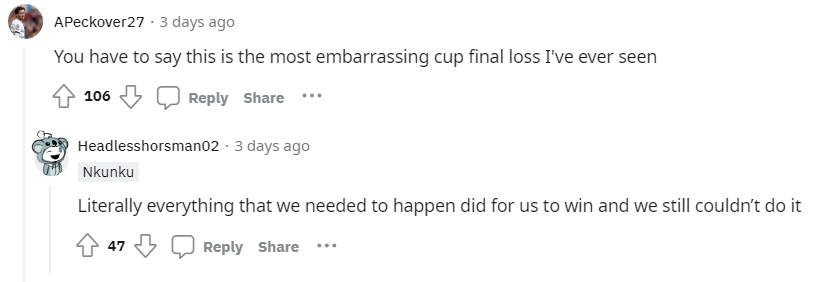 APeckover27 · 3 days ago
You have to say this is the most embarrassing cup final loss I've ever seen
106 Reply Share ...
Headlesshorsman02 · 3 days ago
Nkunku
Literally everything that we needed to happen did for us to win and we still couldn’t do it
47 Reply Share ...